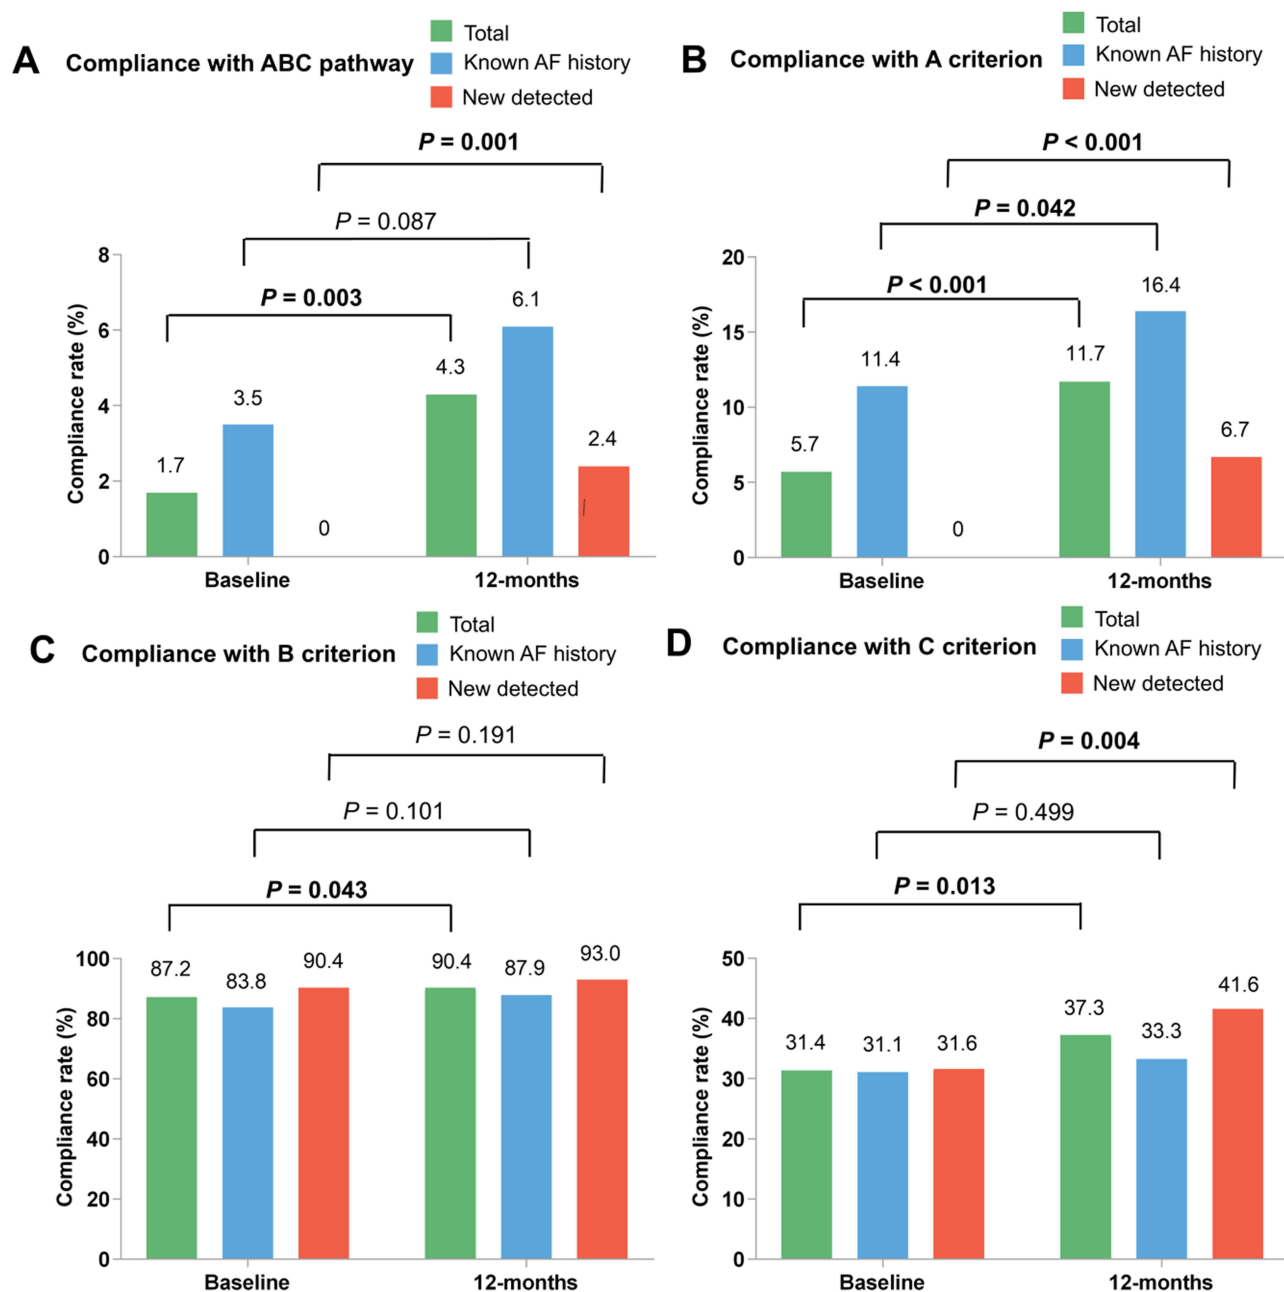 A Compliance with ABC pathway
Total
Known AF history
New detected
P = 0.001
P = 0.087
P = 0.003
Compliance rate (%)
8
6
4
2
0
1.7
3.5
0
4.3
6.1
2.4
Baseline
12-months
B Compliance with A criterion
Total
Known AF history
New detected
P < 0.001
P = 0.042
P < 0.001
Compliance rate (%)
20
15
10
5
0
5.7
11.4
0
11.7
16.4
6.7
Baseline
12-months
C Compliance with B criterion
Total
Known AF history
New detected
P = 0.191
P = 0.101
P = 0.043
Compliance rate (%)
100
80
60
40
20
0
87.2
83.8
90.4
90.4
87.9
93.0
Baseline
12-months
D Compliance with C criterion
Total
Known AF history
New detected
P = 0.004
P = 0.499
P = 0.013
Compliance rate (%)
50
40
30
20
10
0
31.4
31.1
31.6
37.3
33.3
41.6
Baseline
12-months